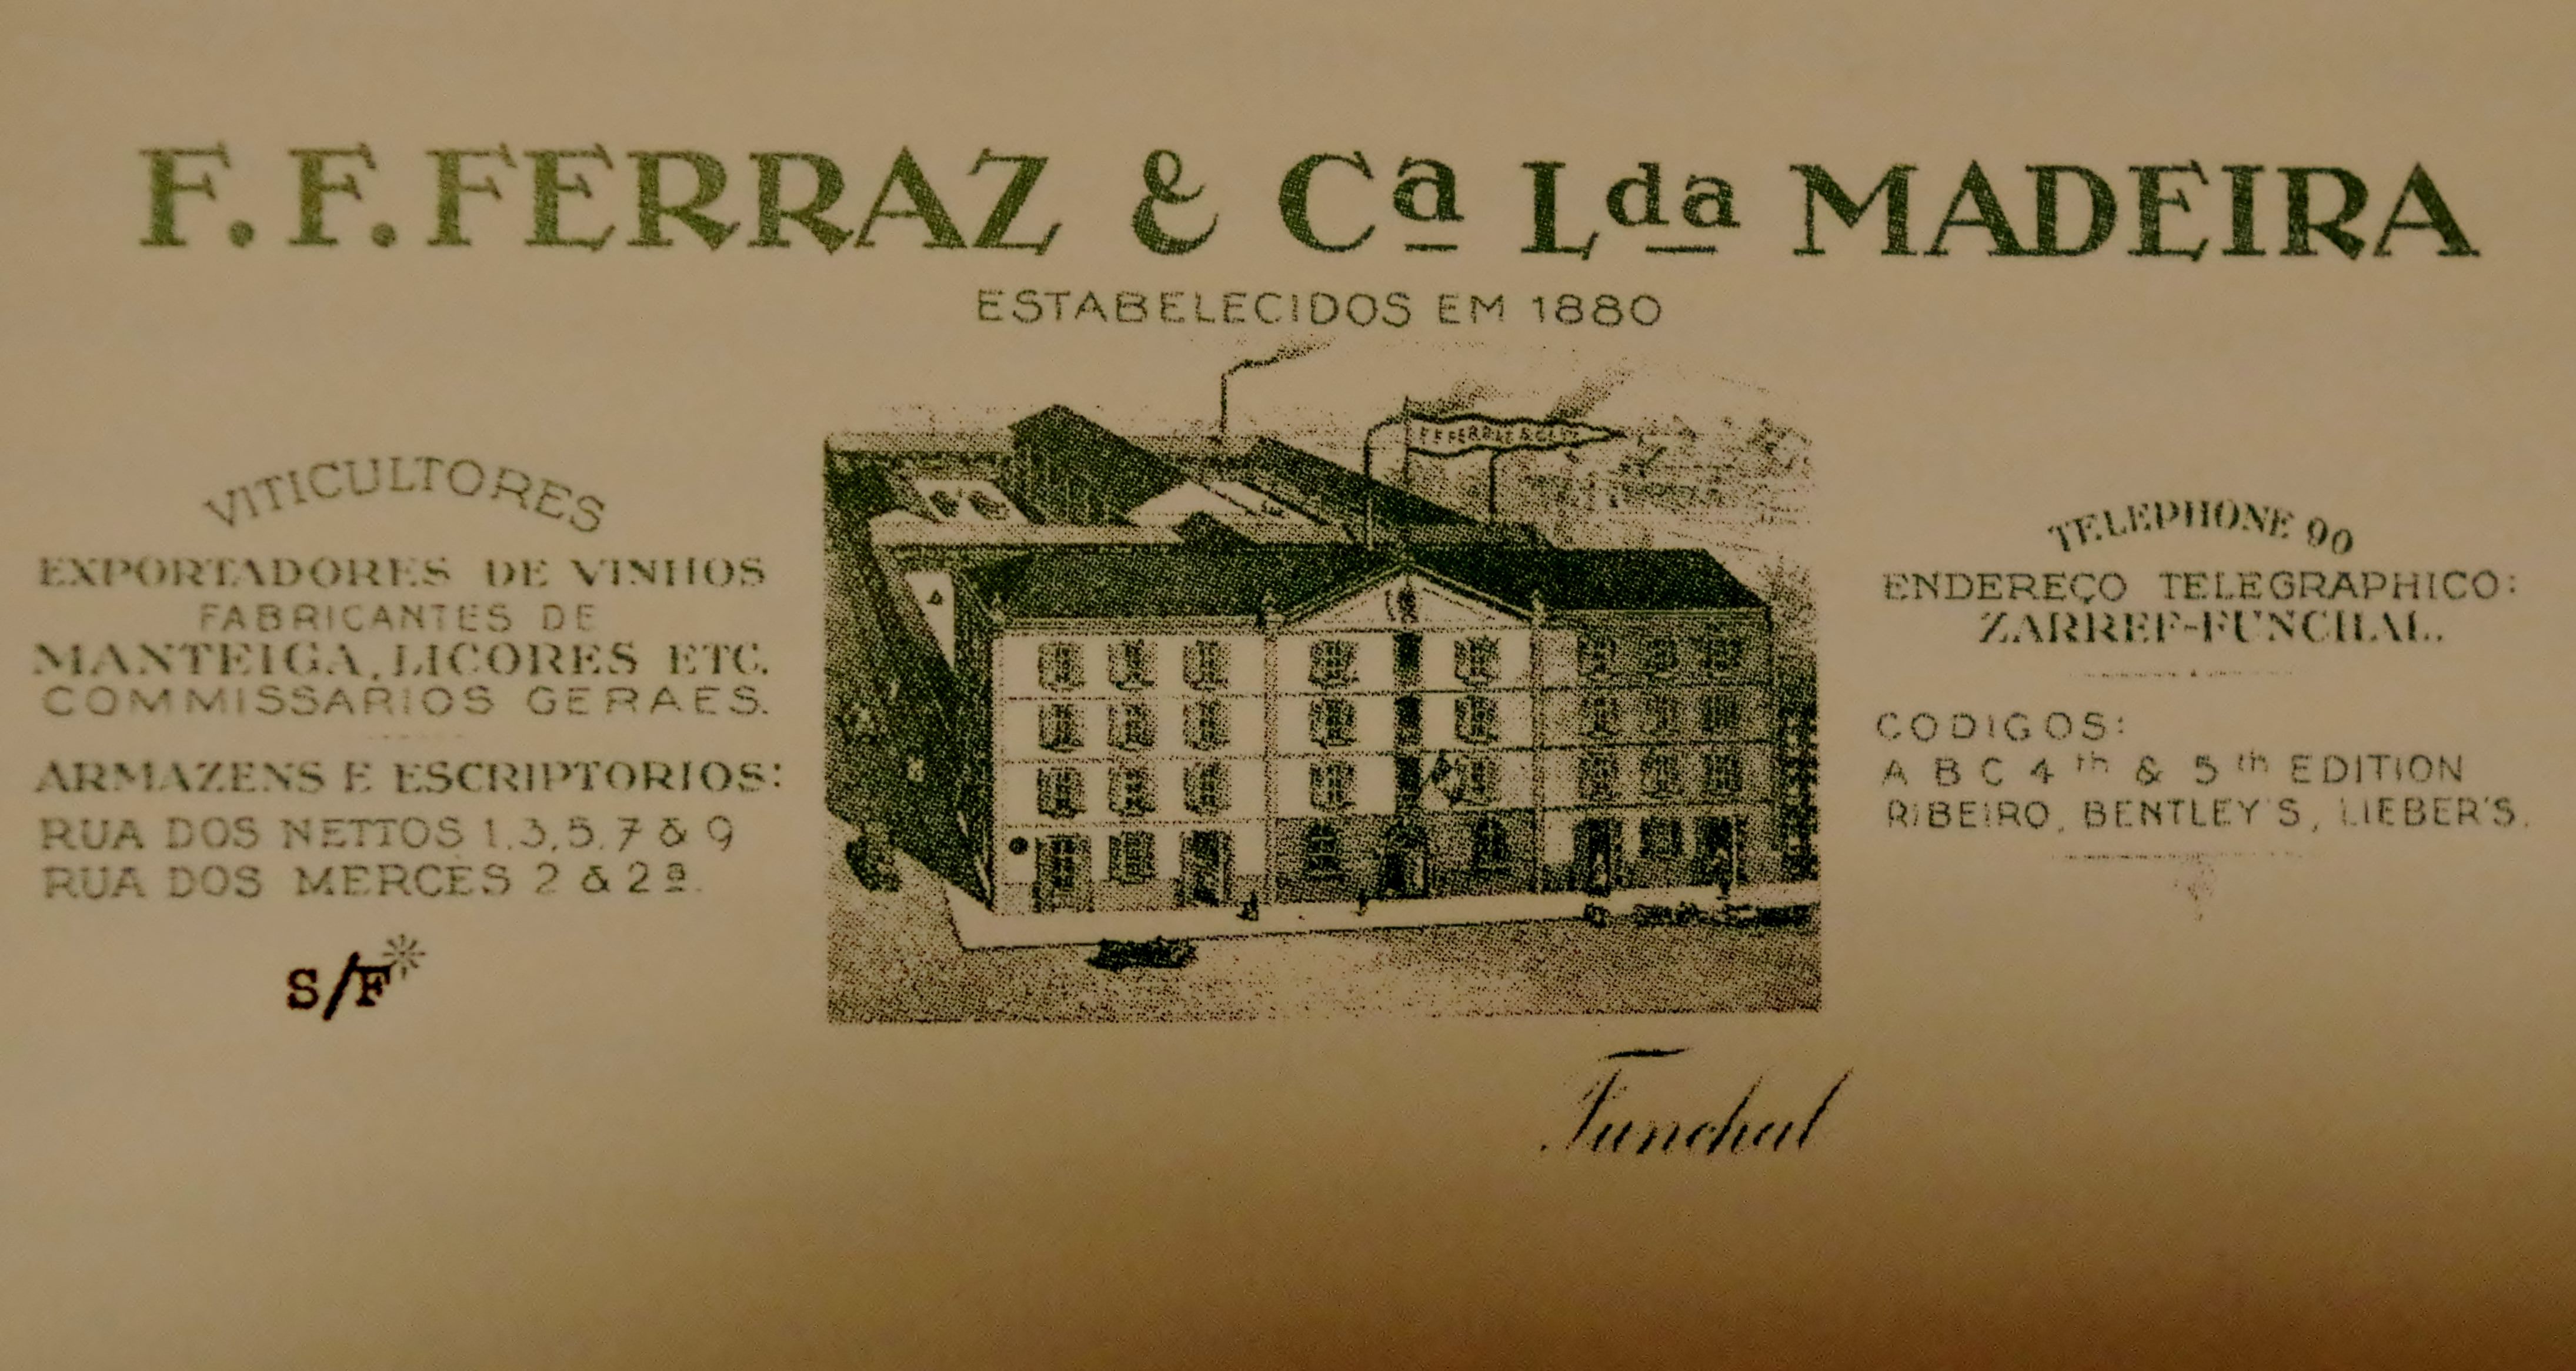 F. F. FERRAZ & Cª Lda MADEIRA
ESTABELECIDOS EM 1880
VITICULTORES
EXPORTADORES DE VINHOS
FABRICANTES DE
MANTEIGA, LICORES ETC.
COMMISSARIOS GERAES.
ARMAZENS E ESCRIPTORIOS:
RUA DOS NETTOS 1.3,5.7 & 9
RUA DOS MERCÊS 2 & 2ª.
S/F
F F FERRAZ &
TELEPHONE 90
ENDEREÇO TELEGRAPHICO:
ZARREF-FUNCHAL.
CODIGOS:
A B C 4th & 5th EDITION
RIBEIRO, BENTLEY'S, LIEBER'S.
Funchal